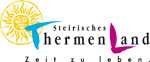 Steirisches
ThermenLand
Zeit zu leben.